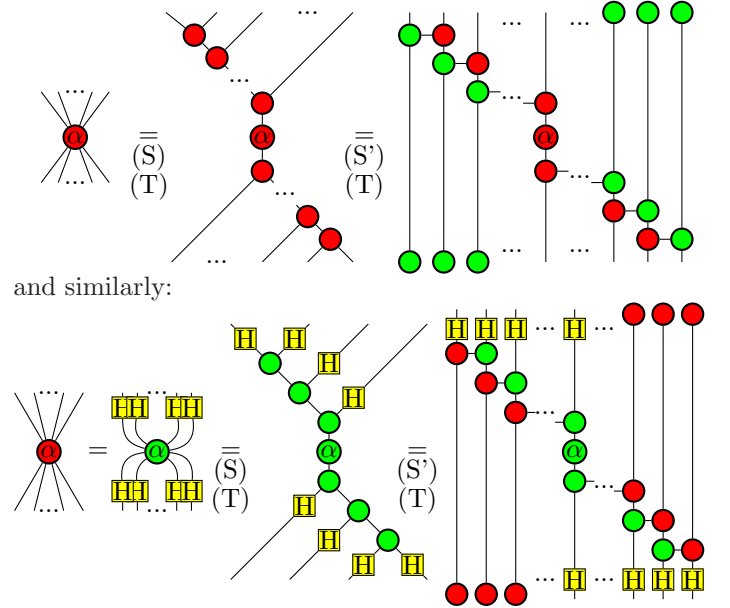 ... ... ...
... α = (S) (T) ... α ... = (S') (T) ... α ...
... ... ... ...
and similarly:
H H H H H H ... H ...
... ... H
α = H H H H α = (S) (T) H α = (S') (T) ... α
H H H H H ...
... ... H ... H ... H H H
H H